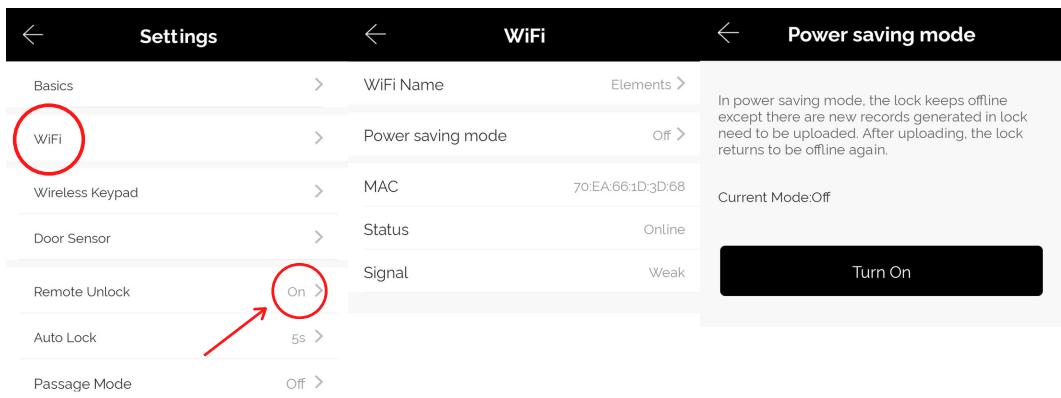 Settings
Basics
WiFi
Wireless Keypad
Door Sensor
Remote Unlock On
Auto Lock 5s
Passage Mode Off
WiFi
WiFi Name Elements
Power saving mode Off
MAC 70:EA:66:1D:3D:68
Status Online
Signal Weak
Power saving mode
In power saving mode, the lock keeps offline
except there are new records generated in lock
need to be uploaded. After uploading, the lock
returns to be offline again.
Current Mode:Off
Turn On